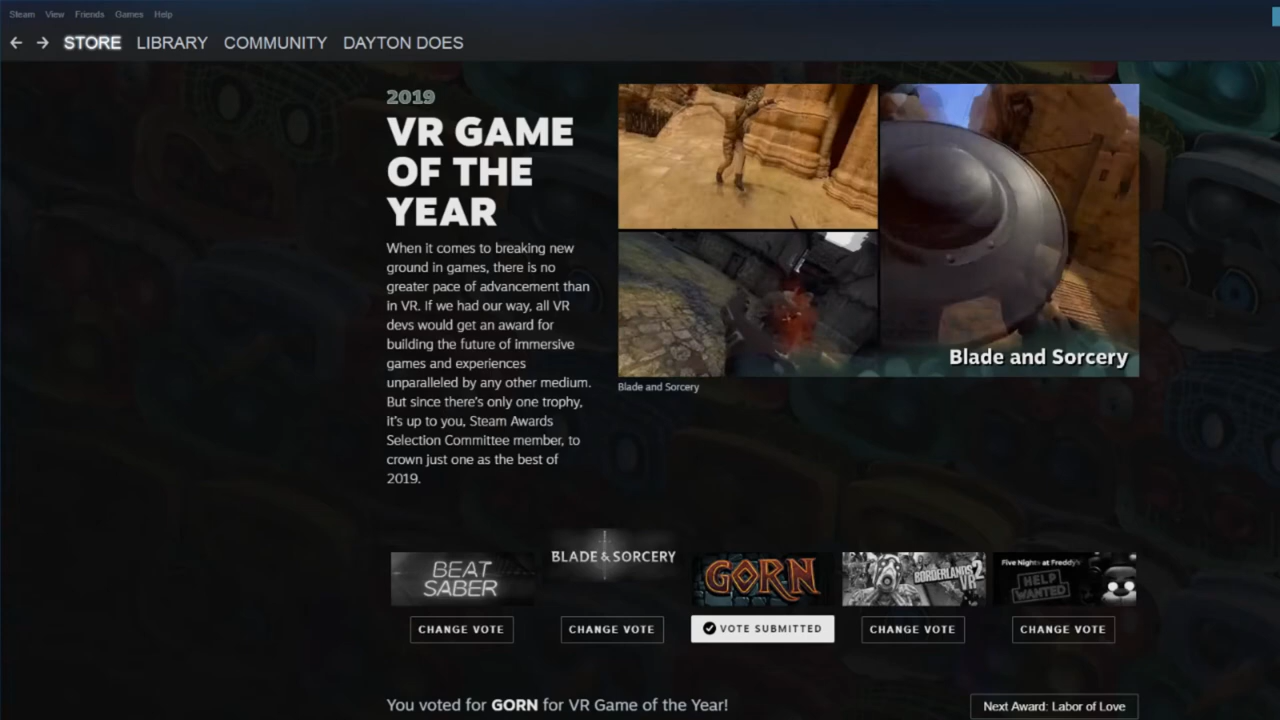 Steam View Friends Games Help
STORE LIBRARY COMMUNITY DAYTON DOES
2019
VR GAME
OF THE
YEAR
When it comes to breaking new
ground in games, there is no
greater pace of advancement than
in VR. If we had our way, all VR
devs would get an award for
building the future of immersive
games and experiences
unparalleled by any other medium.
But since there's only one trophy,
it's up to you, Steam Awards
Selection Committee member, to
crown just one as the best of
2019.
Blade and Sorcery
Blade and Sorcery
BEAT
SABER
BLADE & SORCERY
GORN
BORDERLANDS 2
VR
Five Nights at Freddy's
HELP
WANTED
CHANGE VOTE CHANGE VOTE VOTE SUBMITTED CHANGE VOTE CHANGE VOTE
You voted for GORN for VR Game of the Year!
Next Award: Labor of Love